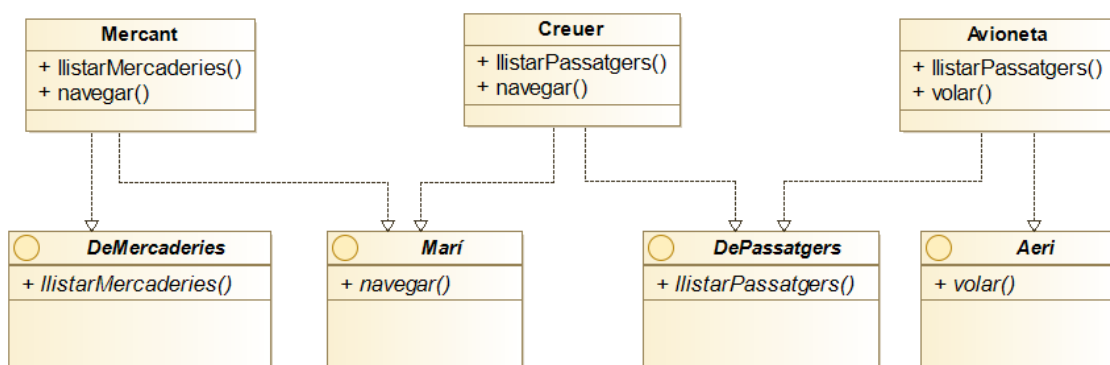 Mercant
+ llistarMercaderies()
+ navegar()
Creuer
+ llistarPassatgers()
+ navegar()
Avioneta
+ llistarPassatgers()
+ volar()
DeMercaderies
+ llistarMercaderies()
Marí
+ navegar()
DePassatgers
+ llistarPassatgers()
Aeri
+ volar()